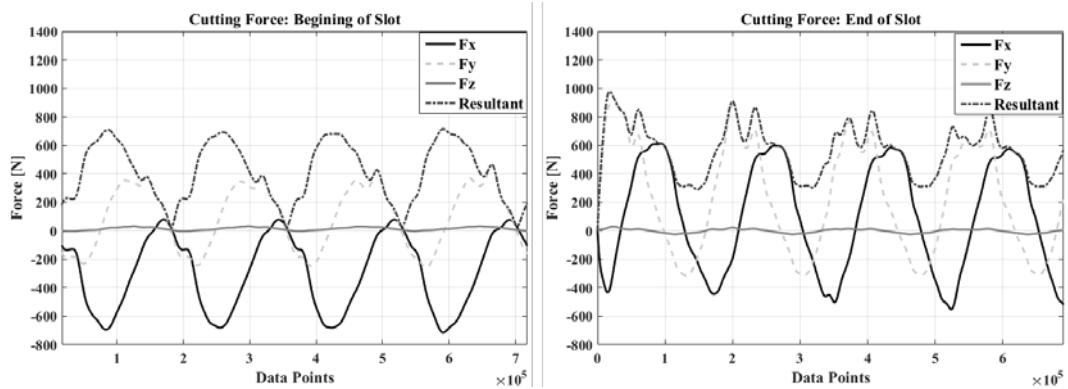 Cutting Force: Begining of Slot
1400
1200
1000
800
600
400
200
0
-200
-400
-600
-800
Force [N]
Fx
Fy
Fz
Resultant
1 2 3 4 5 6 7
Data Points
×10^5
Cutting Force: End of Slot
1400
1200
1000
800
600
400
200
0
-200
-400
-600
-800
Force [N]
Fx
Fy
Fz
Resultant
0 1 2 3 4 5 6
Data Points
×10^5